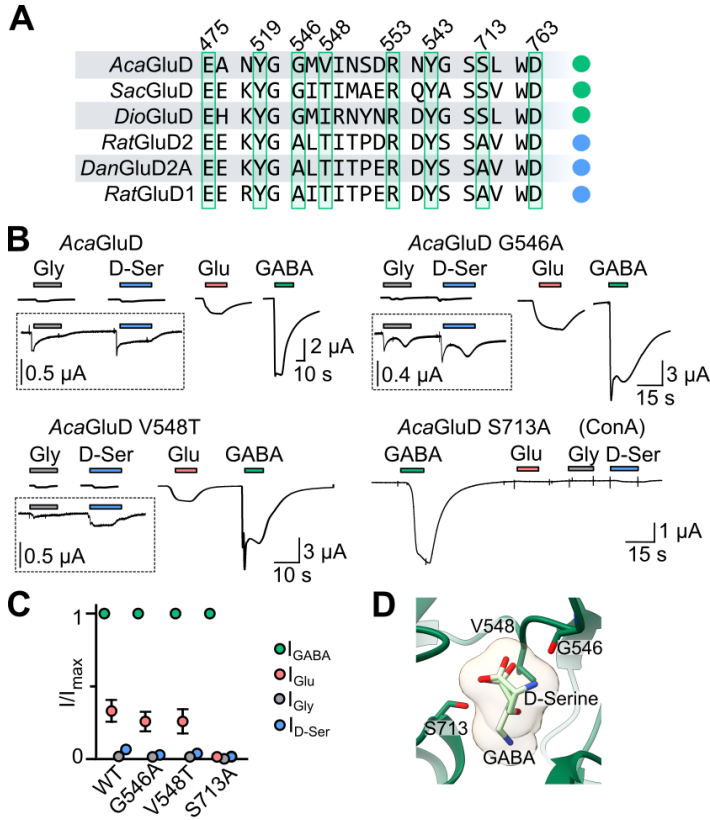 A
475 519 546 548 553 543 713 763
AcaGluD EA NYG GMVINSDR NYG SSL WD
SacGluD EE KYG GITIMAER QYA SSV WD
DioGluD EH KYG GMIRNYNR DYG SSL WD
RatGluD2 EE KYG ALTITPDR DYS SAV WD
DanGluD2A EE KYG ALTITPER DYS SAV WD
RatGluD1 EE RYG AITITPER DYS SAV WD
B
AcaGluD
Gly D-Ser Glu GABA
0.5 µA
2 µA
10 s
AcaGluD G546A
Gly D-Ser Glu GABA
0.4 µA
3 µA
15 s
AcaGluD V548T
Gly D-Ser Glu GABA
0.5 µA
3 µA
10 s
AcaGluD S713A (ConA)
GABA Glu Gly D-Ser
1 µA
15 s
C
I/Imax
1
0
WT G546A V548T S713A
IGABA
IGlu
IGly
ID-Ser
D
V548
G546
D-Serine
S713
GABA